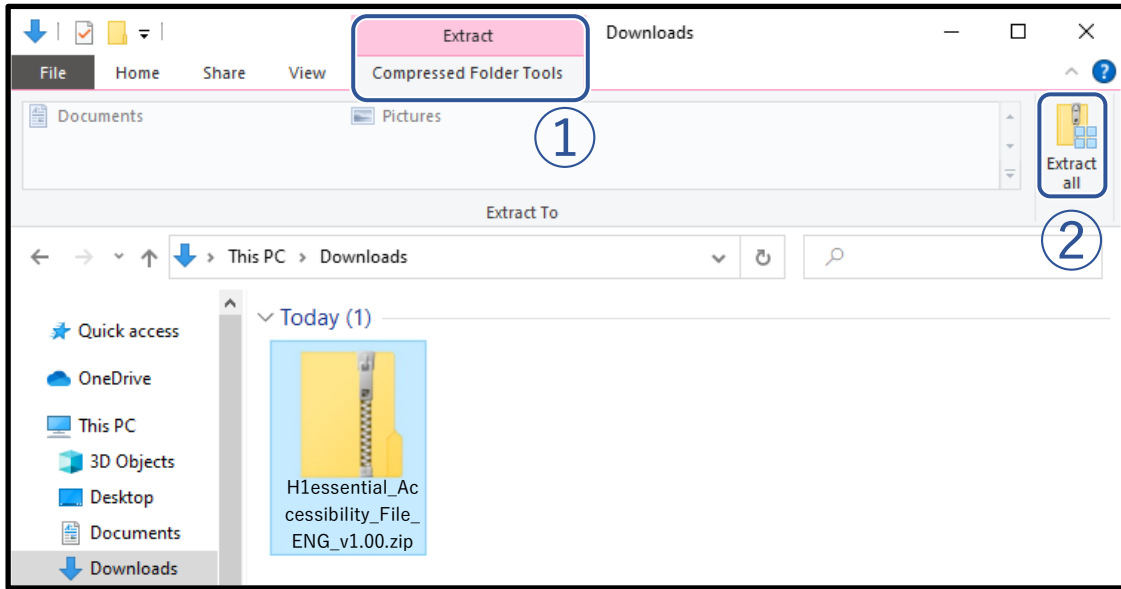 Extract
Downloads
File
Home
Share
View
Compressed Folder Tools
?
①
Documents
Pictures
Extract
all
Extract To
②
This PC > Downloads
Quick access
OneDrive
This PC
3D Objects
Desktop
Documents
Downloads
Today (1)
H1essential_Ac
cessibility_File_
ENG_v1.00.zip